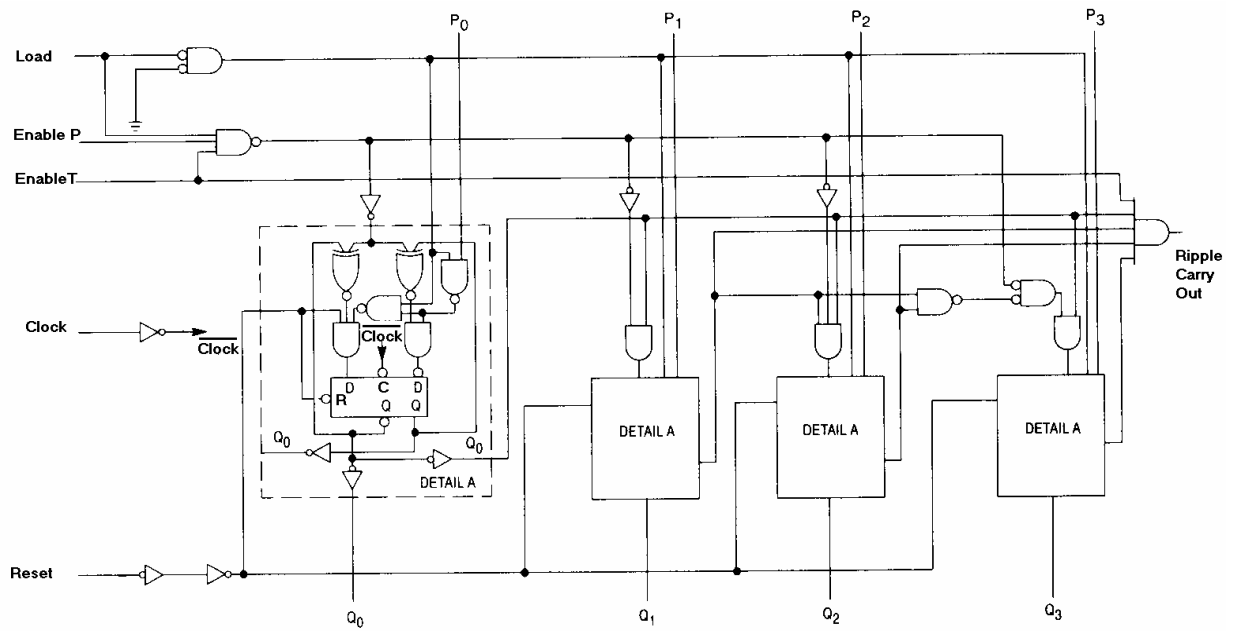 P0
P1
P2
P3
Load
Enable P
EnableT
Ripple
Carry
Out
Clock
Clock
Clock
D
C
D
R
Q
Q
Q0
Q0
DETAIL A
DETAIL A
DETAIL A
DETAIL A
Reset
Q0
Q1
Q2
Q3